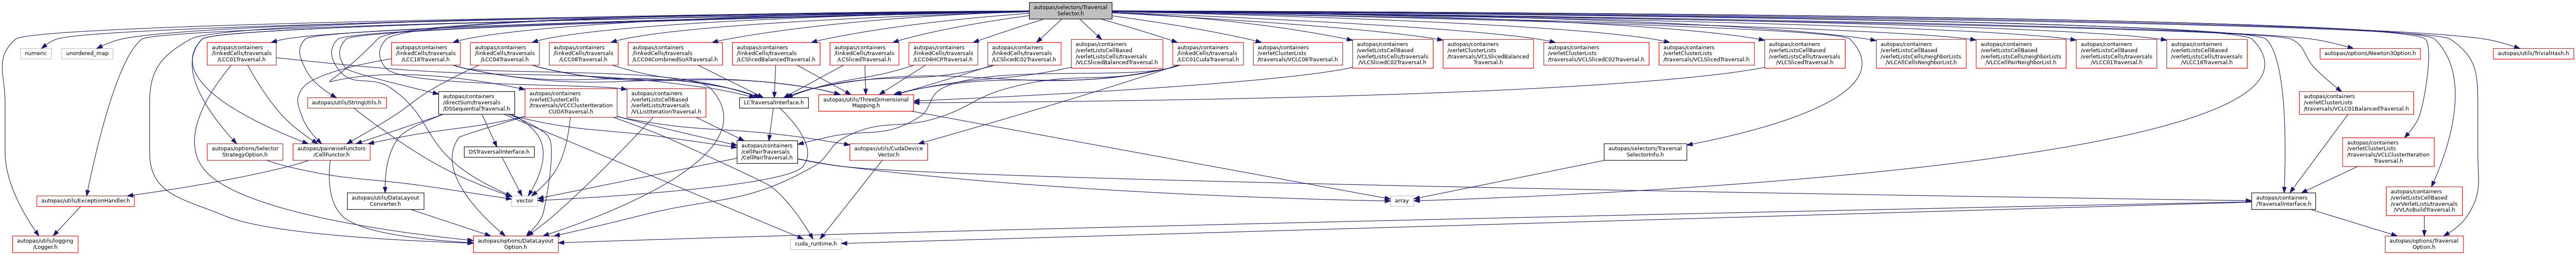 autopas/selectors/Traversal
Selector.h
numeric
unordered_map
autopas/containers
/linkedCells/traversals
/LCC01Traversal.h
autopas/containers
/linkedCells/traversals
/LCC18Traversal.h
autopas/containers
/linkedCells/traversals
/LCC04Traversal.h
autopas/containers
/linkedCells/traversals
/LCC08Traversal.h
autopas/containers
/linkedCells/traversals
/LCC04CombinedSoATraversal.h
autopas/containers
/linkedCells/traversals
/LCSlicedBalancedTraversal.h
autopas/containers
/linkedCells/traversals
/LCSlicedTraversal.h
autopas/containers
/linkedCells/traversals
/LCC04HCPTraversal.h
autopas/containers
/linkedCells/traversals
/LCSlicedC02Traversal.h
autopas/containers
/verletListsCellBased
/verletListsCells/traversals
/VLCSlicedBalancedTraversal.h
autopas/containers
/linkedCells/traversals
/LCC01CudaTraversal.h
autopas/containers
/verletClusterLists
/traversals/VCLC06Traversal.h
autopas/containers
/verletListsCellBased
/verletListsCells/traversals
/VLCSlicedC02Traversal.h
autopas/containers
/verletClusterLists
/traversals/VCLSlicedBalanced
Traversal.h
autopas/containers
/verletClusterLists
/traversals/VCLSlicedC02Traversal.h
autopas/containers
/verletClusterLists
/traversals/VCLSlicedTraversal.h
autopas/containers
/verletListsCellBased
/verletListsCells/traversals
/VLCSlicedTraversal.h
autopas/containers
/verletListsCellBased
/verletListsCells/neighborLists
/VLCAllCellsNeighborList.h
autopas/containers
/verletListsCellBased
/verletListsCells/neighborLists
/VLCCellPairNeighborList.h
autopas/containers
/verletListsCellBased
/verletListsCells/traversals
/VLCC01Traversal.h
autopas/containers
/verletListsCellBased
/verletListsCells/traversals
/VLCC18Traversal.h
autopas/options/Newton3Option.h
autopas/utils/TrivialHash.h
autopas/utils/StringUtils.h
autopas/containers
/directSum/traversals
/DSSequentialTraversal.h
autopas/containers
/verletClusterCells
/traversals/VCCClusterIteration
CUDATraversal.h
autopas/containers
/verletListsCellBased
/verletLists/traversals
/VLListIterationTraversal.h
LCTraversalInterface.h
autopas/utils/ThreeDimensional
Mapping.h
autopas/containers
/verletClusterLists
/traversals/VCLC01BalancedTraversal.h
autopas/options/Selector
StrategyOption.h
autopas/pairwiseFunctors
/CellFunctor.h
DSTraversalInterface.h
autopas/containers
/cellPairTraversals
/CellPairTraversal.h
autopas/utils/CudaDevice
Vector.h
autopas/selectors/Traversal
SelectorInfo.h
autopas/containers
/verletClusterLists
/traversals/VCLClusterIteration
Traversal.h
autopas/utils/ExceptionHandler.h
autopas/utils/DataLayout
Converter.h
vector
array
autopas/containers
/TraversalInterface.h
autopas/containers
/verletListsCellBased
/varVerletLists/traversals
/VVLAsBuildTraversal.h
autopas/utils/logging
/Logger.h
autopas/options/DataLayout
Option.h
cuda_runtime.h
autopas/options/Traversal
Option.h